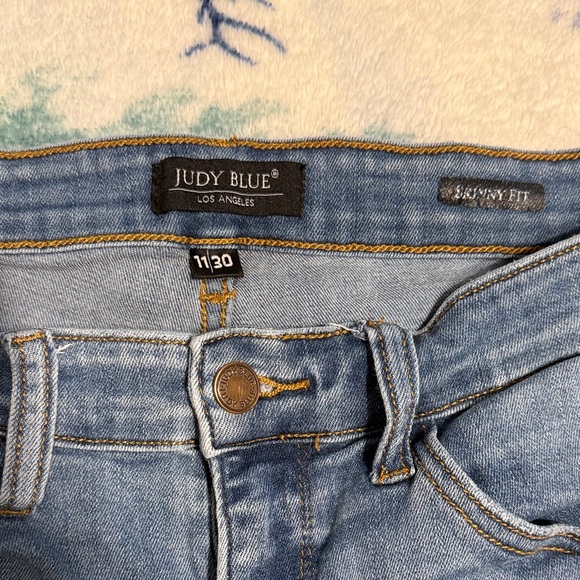 JUDY BLUE®
LOS ANGELES
SKINNY FIT
11|30